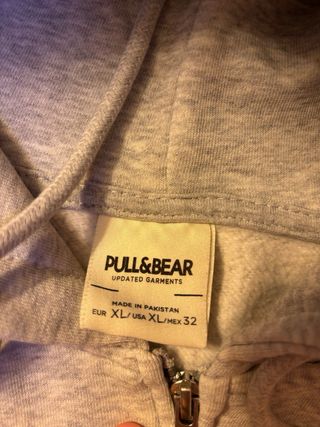 PULL&BEAR
UPDATED GARMENTS
MADE IN PAKISTAN
EUR XL/USA XL/MEX 32